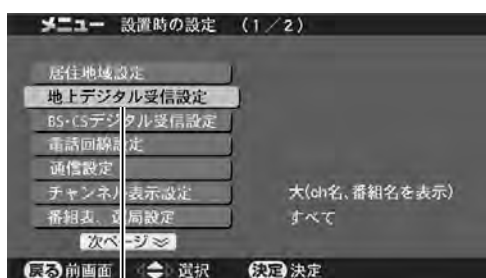 メニュー 設置時の設定 (1/2)
居住地域設定
地上デジタル受信設定
BS・CSデジタル受信設定
電話回線設定
通信設定
チャンネル表示設定 大(ch名、番組名を表示)
番組表、選局設定 すべて
次ページ
戻る 前画面 選択 決定 決定